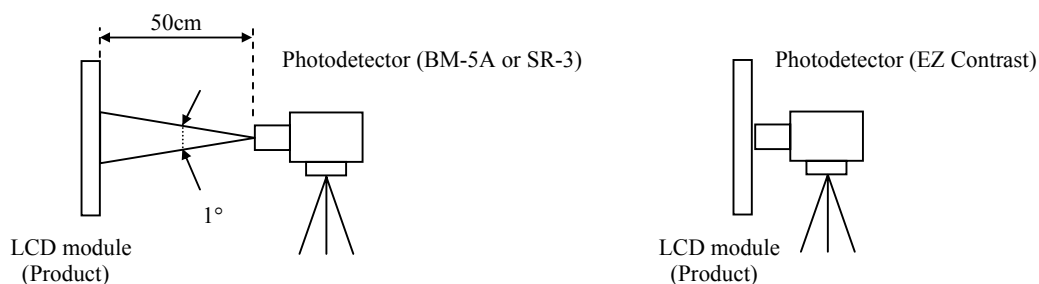 50cm
Photodetector (BM-5A or SR-3)
1°
LCD module
(Product)
Photodetector (EZ Contrast)
LCD module
(Product)